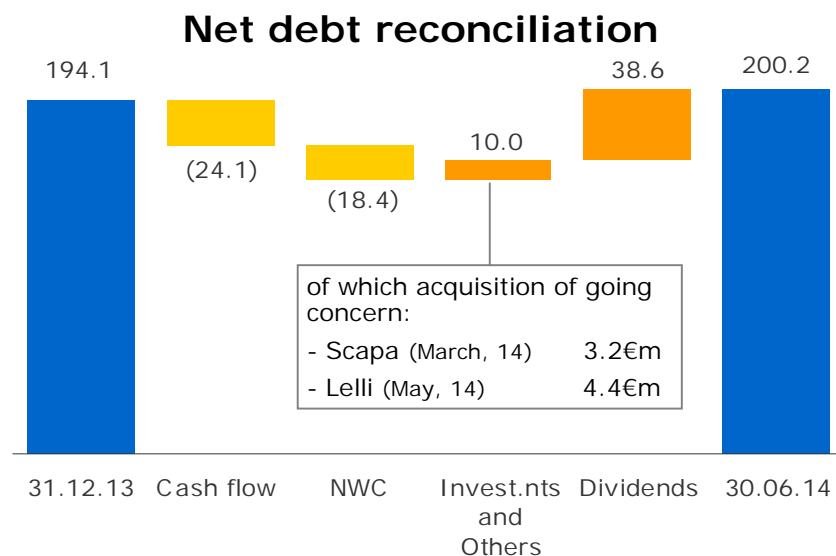 Net debt reconciliation
194.1
(24.1)
(18.4)
10.0
38.6
200.2
of which acquisition of going
concern:
- Scapa (March, 14) 3.2€m
- Lelli (May, 14) 4.4€m
31.12.13
Cash flow
NWC
Invest.nts
and
Others
Dividends
30.06.14